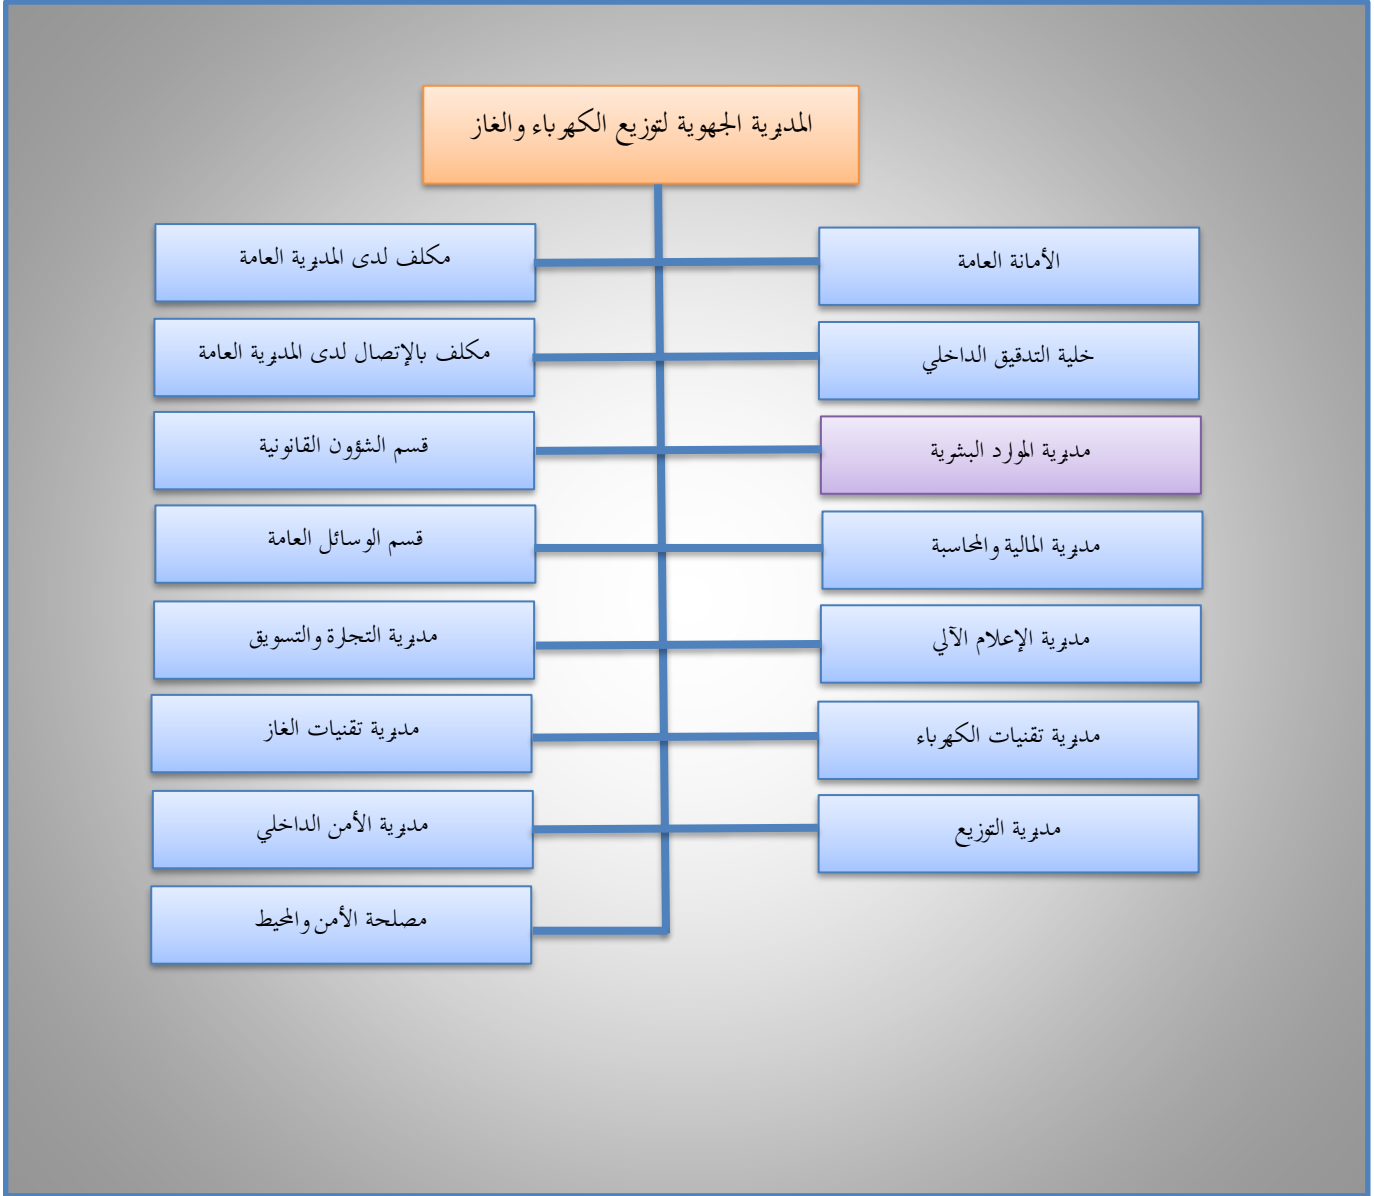 المديرية الجهوية لتوزيع الكهرباء والغاز
الأمانة العامة
مكلف لدى المديرية العامة
خلية التدقيق الداخلي
مكلف بالإتصال لدى المديرية العامة
مديرية الموارد البشرية
قسم الشؤون القانونية
مديرية المالية والمحاسبة
قسم الوسائل العامة
مديرية الإعلام الآلي
مديرية التجارة والتسويق
مديرية تقنيات الكهرباء
مديرية تقنيات الغاز
مديرية التوزيع
مديرية الأمن الداخلي
مصلحة الأمن والمحيط